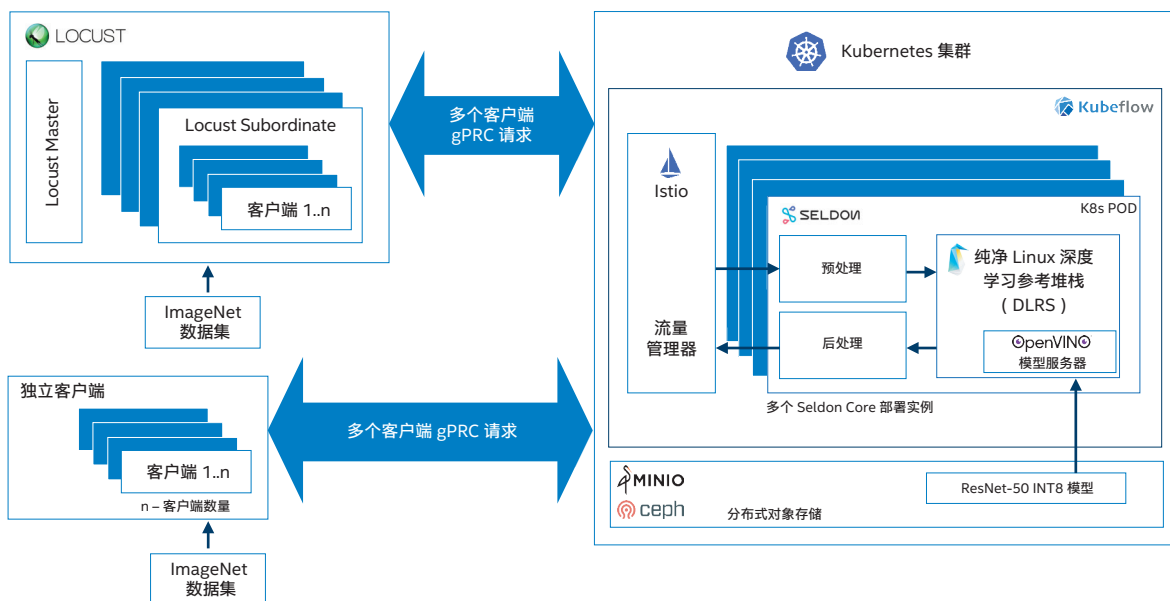 LOCUST
Locust Master
Locust Subordinate
客户端 1..n
ImageNet
数据集
多个客户端
gPRC 请求
独立客户端
客户端 1..n
n – 客户端数量
ImageNet
数据集
多个客户端 gPRC 请求
Kubernetes 集群
Kubeflow
Istio
流量
管理器
SELDON
K8s POD
预处理
后处理
纯净 Linux 深度
学习参考堆栈
( DLRS )
OpenVINO
模型服务器
多个 Seldon Core 部署实例
MINIO
ceph
分布式对象存储
ResNet-50 INT8 模型